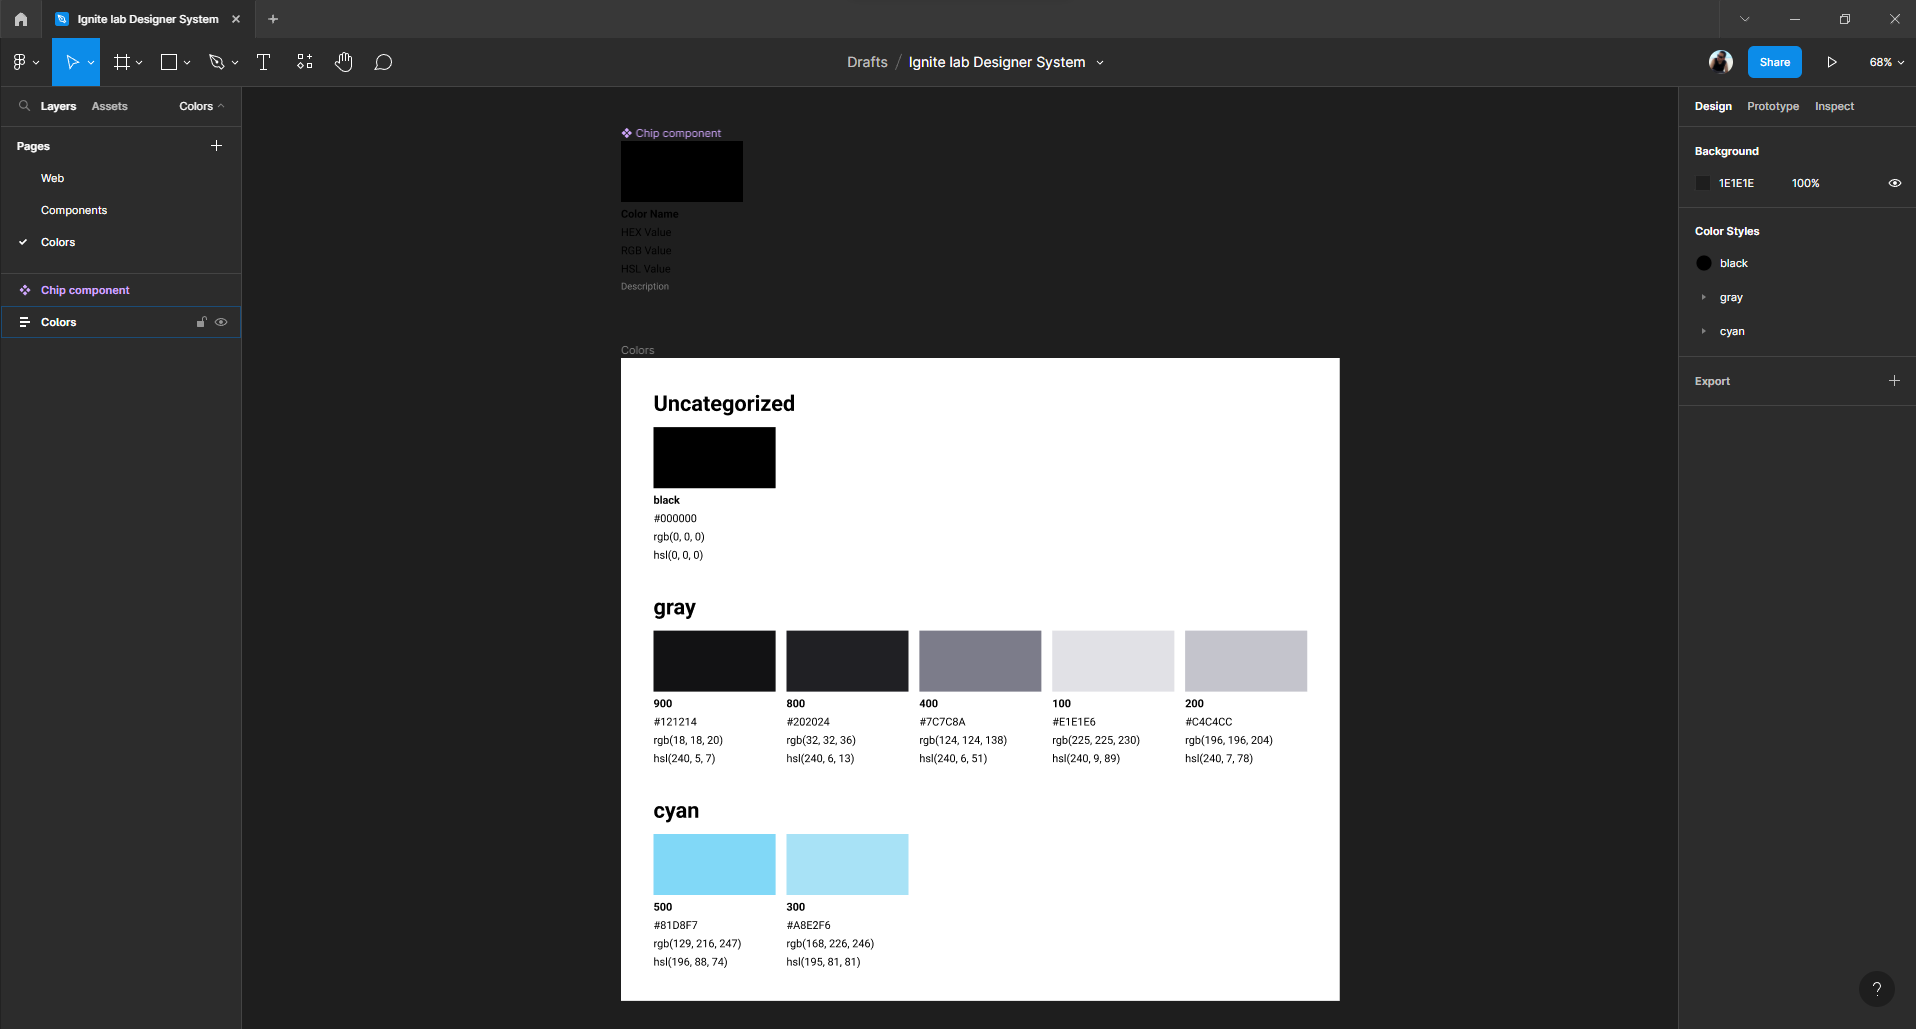 Ignite lab Designer System
Drafts / Ignite lab Designer System
Share
68%
Layers Assets Colors
Pages
Web
Components
Colors
Chip component
Colors
Chip component
Color Name
HEX Value
RGB Value
HSL Value
Description
Colors
Uncategorized
black
#000000
rgb(0, 0, 0)
hsl(0, 0, 0)
gray
900 800 400 100 200
#121214 #202024 #7C7C8A #E1E1E6 #C4C4CC
rgb(18, 18, 20) rgb(32, 32, 36) rgb(124, 124, 138) rgb(225, 225, 230) rgb(196, 196, 204)
hsl(240, 5, 7) hsl(240, 6, 13) hsl(240, 6, 51) hsl(240, 9, 89) hsl(240, 7, 78)
cyan
500 300
#81D8F7 #A8E2F6
rgb(129, 216, 247) rgb(168, 226, 246)
hsl(196, 88, 74) hsl(195, 81, 81)
Design Prototype Inspect
Background
1E1E1E 100%
Color Styles
black
gray
cyan
Export
?